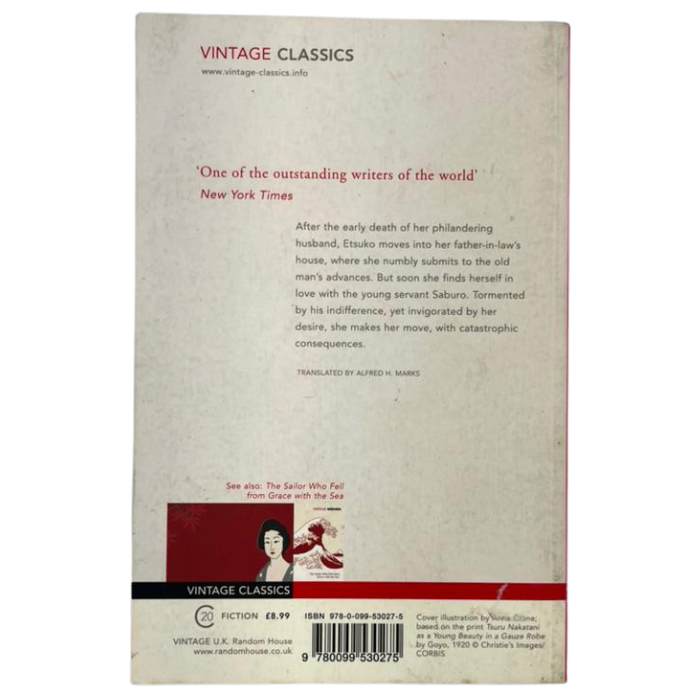 VINTAGE CLASSICS
www.vintage-classics.info
'One of the outstanding writers of the world'
New York Times
After the early death of her philandering
husband, Etsuko moves into her father-in-law's
house, where she numbly submits to the old
man's advances. But soon she finds herself in
love with the young servant Saburo. Tormented
by his indifference, yet invigorated by her
desire, she makes her move, with catastrophic
consequences.
TRANSLATED BY ALFRED H. MARKS
See also: The Sailor Who Fell
from Grace with the Sea
VINTAGE CLASSICS
C20 FICTION £8.99
VINTAGE U.K. Random House
www.randomhouse.co.uk
ISBN 978-0-099-53027-5
9 780099 530275
Cover illustration by Anna Crone,
based on the print Tsuru Nakatani
as a Young Beauty in a Gauze Robe
by Goyo, 1920 © Christie's Images/
CORBIS